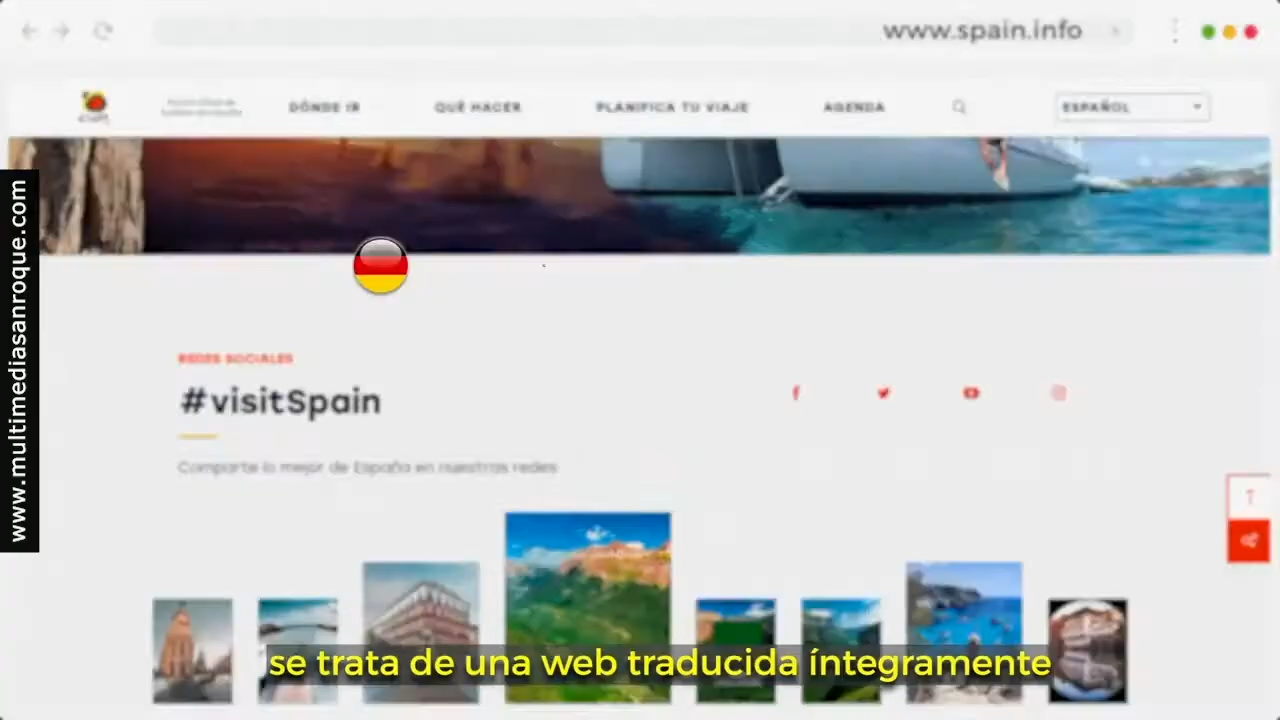 www.spain.info
DÓNDE IR
QUÉ HACER
PLANIFICA TU VIAJE
AGENDA
ESPAÑOL
www.multimediasanroque.com
REDES SOCIALES
#visitSpain
Comparte lo mejor de España en nuestras redes
se trata de una web traducida íntegramente